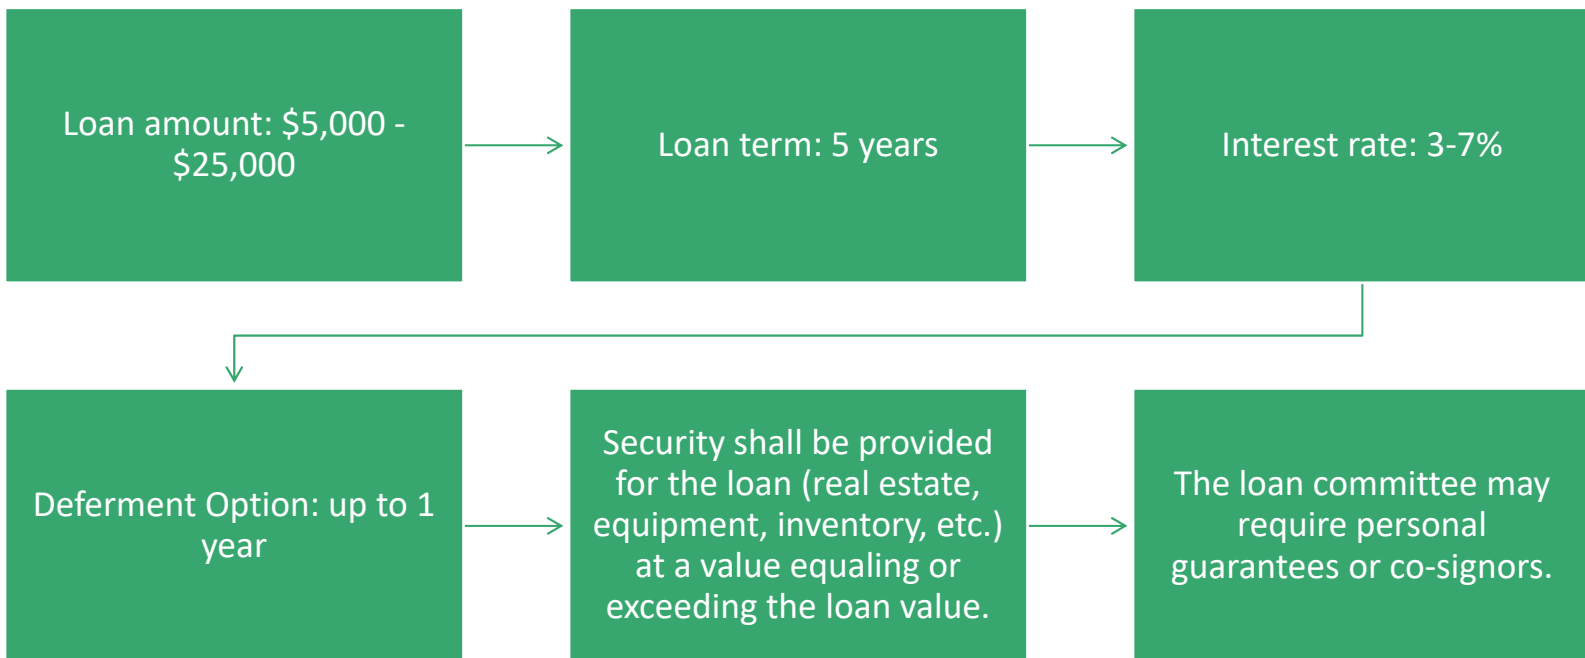 Loan amount: $5,000 -
$25,000
Loan term: 5 years
Interest rate: 3-7%
Deferment Option: up to 1
year
Security shall be provided
for the loan (real estate,
equipment, inventory, etc.)
at a value equaling or
exceeding the loan value.
The loan committee may
require personal
guarantees or co-signors.